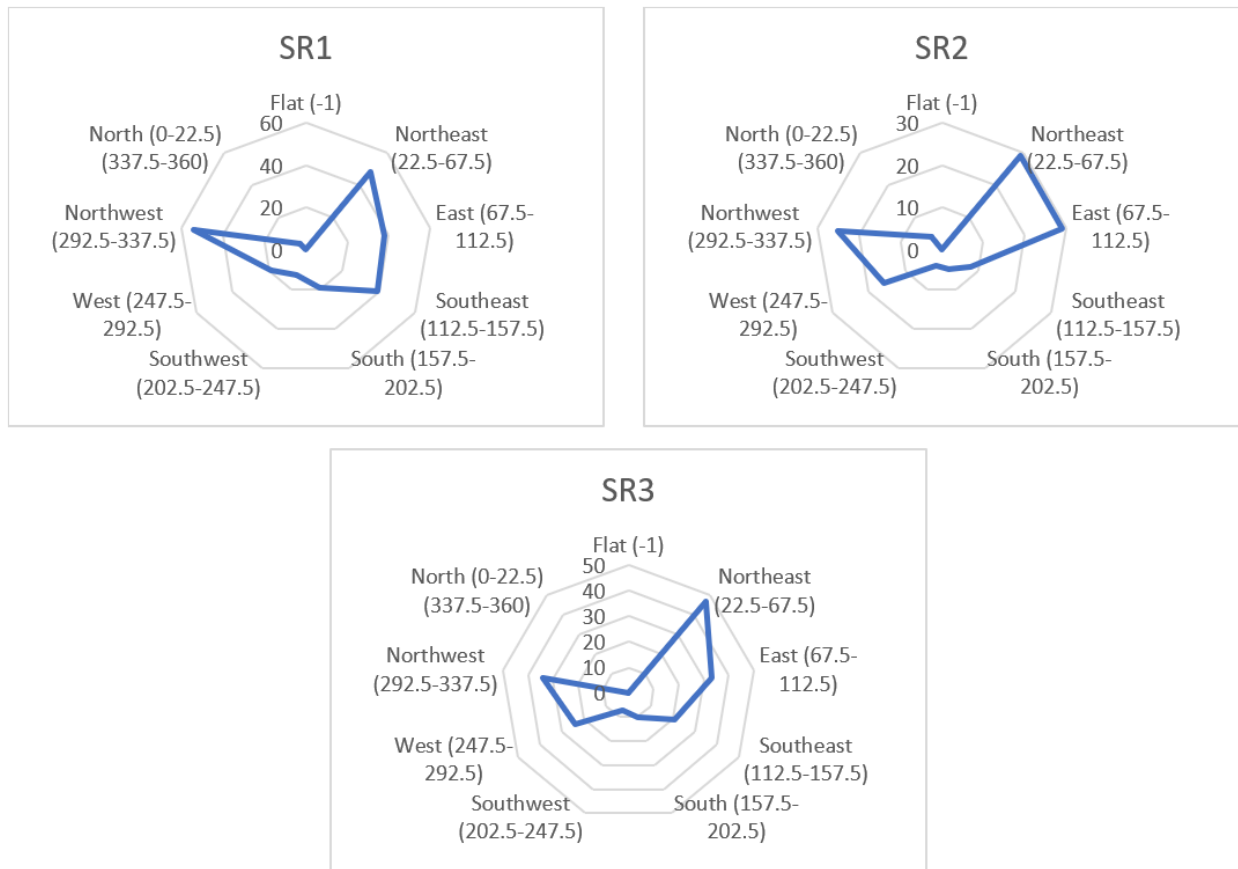 SR1
Flat (-1)
60
North (0-22.5)
(337.5-360)
Northeast
(22.5-67.5)
40
20
Northwest
(292.5-337.5)
East (67.5-
112.5)
0
West (247.5-
292.5)
Southeast
(112.5-157.5)
Southwest
(202.5-247.5)
South (157.5-
202.5)
SR2
Flat (-1)
30
North (0-22.5)
(337.5-360)
Northeast
(22.5-67.5)
20
10
Northwest
(292.5-337.5)
East (67.5-
112.5)
0
West (247.5-
292.5)
Southeast
(112.5-157.5)
Southwest
(202.5-247.5)
South (157.5-
202.5)
SR3
Flat (-1)
50
North (0-22.5)
(337.5-360)
Northeast
(22.5-67.5)
40
30
20
10
0
Northwest
(292.5-337.5)
East (67.5-
112.5)
West (247.5-
292.5)
Southeast
(112.5-157.5)
Southwest
(202.5-247.5)
South (157.5-
202.5)